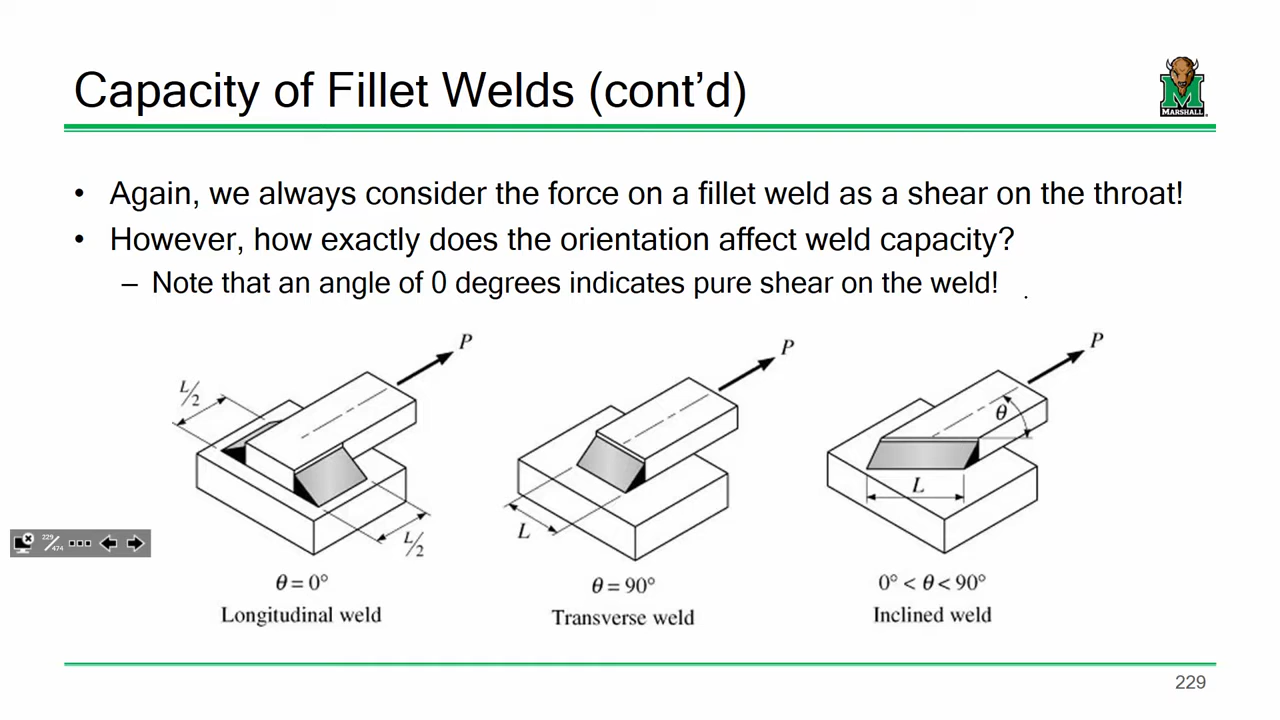 Capacity of Fillet Welds (cont’d)
MARSHALL
• Again, we always consider the force on a fillet weld as a shear on the throat!
• However, how exactly does the orientation affect weld capacity?
– Note that an angle of 0 degrees indicates pure shear on the weld!
P
L/2
L/2
θ = 0°
Longitudinal weld
P
L
θ = 90°
Transverse weld
P
θ
L
0° < θ < 90°
Inclined weld
229/474
229